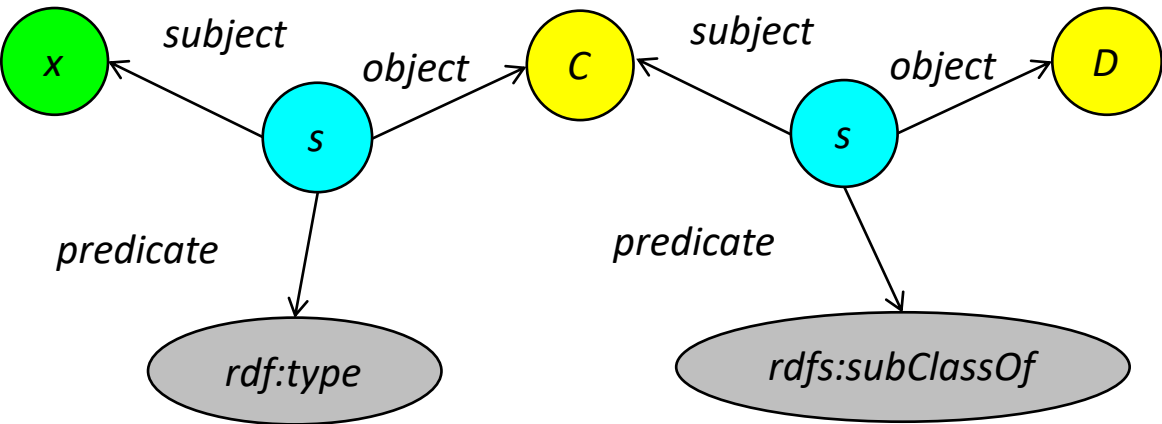 x
subject
object
s
C
subject
object
s
D
predicate
predicate
rdf:type
rdfs:subClassOf